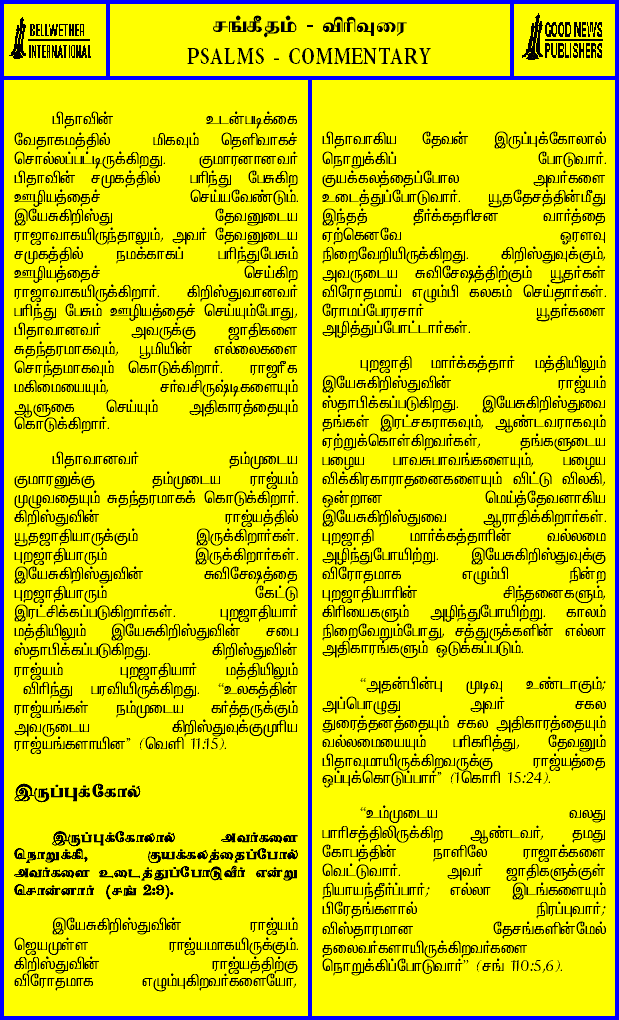 BELLWETHER
INTERNATIONAL
சங்கீதம் - விரிவுரை
PSALMS - COMMENTARY
GOOD NEWS
PUBLISHERS
பிதாவின் உடன்படிக்கை
வேதாகமத்தில் மிகவும் தெளிவாகச்
சொல்லப்பட்டிருக்கிறது. குமாரனானவர்
பிதாவின் சமுகத்தில் பரிந்து பேசுகிற
ஊழியத்தைச் செய்யவேண்டும்.
இயேசுகிறிஸ்து தேவனுடைய
ராஜாவாகயிருந்தாலும், அவர் தேவனுடைய
சமுகத்தில் நமக்காகப் பரிந்துபேசும்
ஊழியத்தைச் செய்கிற
ராஜாவாகயிருக்கிறார். கிறிஸ்துவானவர்
பரிந்து பேசும் ஊழியத்தைச் செய்யும்போது,
பிதாவானவர் அவருக்கு ஜாதிகளை
சுதந்தரமாகவும், பூமியின் எல்லைகளை
சொந்தமாகவும் கொடுக்கிறார். ராஜரீக
மகிமையையும், சர்வசிருஷ்டிகளையும்
ஆளுகை செய்யும் அதிகாரத்தையும்
கொடுக்கிறார்.
பிதாவானவர் தம்முடைய
குமாரனுக்கு தம்முடைய ராஜ்யம்
முழுவதையும் சுதந்தரமாகக் கொடுக்கிறார்.
கிறிஸ்துவின் ராஜ்யத்தில்
யூதஜாதியாருக்கும் இருக்கிறார்கள்.
புறஜாதியாரும் இருக்கிறார்கள்.
இயேசுகிறிஸ்துவின் சுவிசேஷத்தை
புறஜாதியாரும் கேட்டு
இரட்சிக்கப்படுகிறார்கள். புறஜாதியார்
மத்தியிலும் இயேசுகிறிஸ்துவின் சபை
ஸ்தாபிக்கப்படுகிறது. கிறிஸ்துவின்
ராஜ்யம் புறஜாதியார் மத்தியிலும்
விரிந்து பரவியிருக்கிறது. "உலகத்தின்
ராஜ்யங்கள் நம்முடைய கர்த்தருக்கும்
அவருடைய கிறிஸ்துவுக்குமுரிய
ராஜ்யங்களாயின" (வெளி 11:15).
இருப்புக்கோல்
இருப்புக்கோலால் அவர்களை
நொறுக்கி, குயக்கலத்தைப்போல்
அவர்களை உடைத்துப்போடுவீர் என்று
சொன்னார் (சங் 2:9).
இயேசுகிறிஸ்துவின் ராஜ்யம்
ஜெயமுள்ள ராஜ்யமாகயிருக்கும்.
கிறிஸ்துவின் ராஜ்யத்திற்கு
விரோதமாக எழும்புகிறவர்களையோ,
பிதாவாகிய தேவன் இருப்புக்கோலால்
நொறுக்கிப் போடுவார்.
குயக்கலத்தைப்போல அவர்களை
உடைத்துப்போடுவார். யூததேசத்தின்மீது
இந்தத் தீர்க்கதரிசன வார்த்தை
ஏற்கெனவே ஓரளவு
நிறைவேறியிருக்கிறது. கிறிஸ்துவுக்கும்,
அவருடைய சுவிசேஷத்திற்கும் யூதர்கள்
விரோதமாய் எழும்பி கலகம் செய்தார்கள்.
ரோமப்பேரரசார் யூதர்களை
அழித்துப்போட்டார்கள்.
புறஜாதி மார்க்கத்தார் மத்தியிலும்
இயேசுகிறிஸ்துவின் ராஜ்யம்
ஸ்தாபிக்கப்படுகிறது. இயேசுகிறிஸ்துவை
தங்கள் இரட்சகராகவும், ஆண்டவராகவும்
ஏற்றுக்கொள்கிறவர்கள், தங்களுடைய
பழைய பாவசுபாவங்களையும், பழைய
விக்கிரகாராதனைகளையும் விட்டு விலகி,
ஒன்றான மெய்த்தேவனாகிய
இயேசுகிறிஸ்துவை ஆராதிக்கிறார்கள்.
புறஜாதி மார்க்கத்தாரின் வல்லமை
அழிந்துபோயிற்று. இயேசுகிறிஸ்துவுக்கு
விரோதமாக எழும்பி நின்ற
புறஜாதியாரின் சிந்தனைகளும்,
கிரியைகளும் அழிந்துபோயிற்று. காலம்
நிறைவேறும்போது, சத்துருக்களின் எல்லா
அதிகாரங்களும் ஒடுக்கப்படும்.
"அதன்பின்பு முடிவு உண்டாகும்;
அப்பொழுது அவர் சகல
துரைத்தனத்தையும் சகல அதிகாரத்தையும்
வல்லமையையும் பரிகரித்து, தேவனும்
பிதாவுமாயிருக்கிறவருக்கு ராஜ்யத்தை
ஒப்புக்கொடுப்பார்" (1கொரி 15:24).
"உம்முடைய வலது
பாரிசத்திலிருக்கிற ஆண்டவர், தமது
கோபத்தின் நாளிலே ராஜாக்களை
வெட்டுவார். அவர் ஜாதிகளுக்குள்
நியாயந்தீர்ப்பார்; எல்லா இடங்களையும்
பிரேதங்களால் நிரப்புவார்;
விஸ்தாரமான தேசங்களின்மேல்
தலைவர்களாயிருக்கிறவர்களை
நொறுக்கிப்போடுவார்" (சங் 110:5,6).